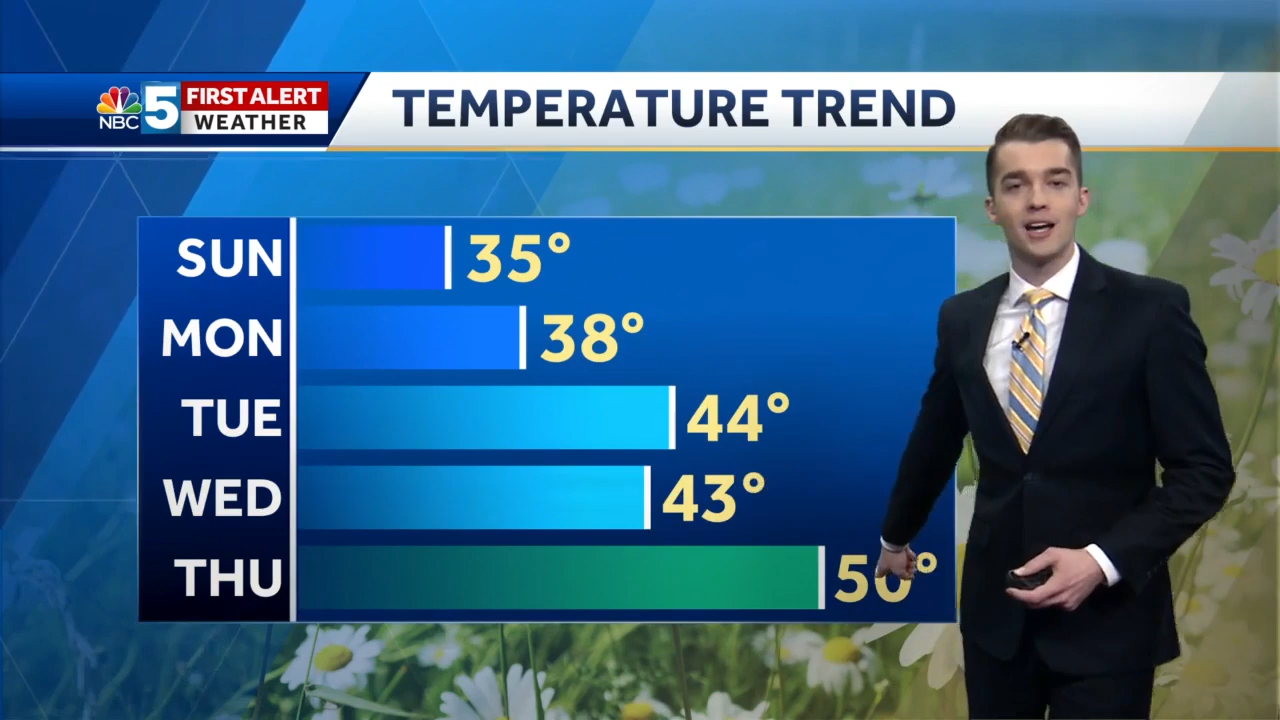 NBC 5 FIRST ALERT
WEATHER
TEMPERATURE TREND
SUN 35°
MON 38°
TUE 44°
WED 43°
THU 50°